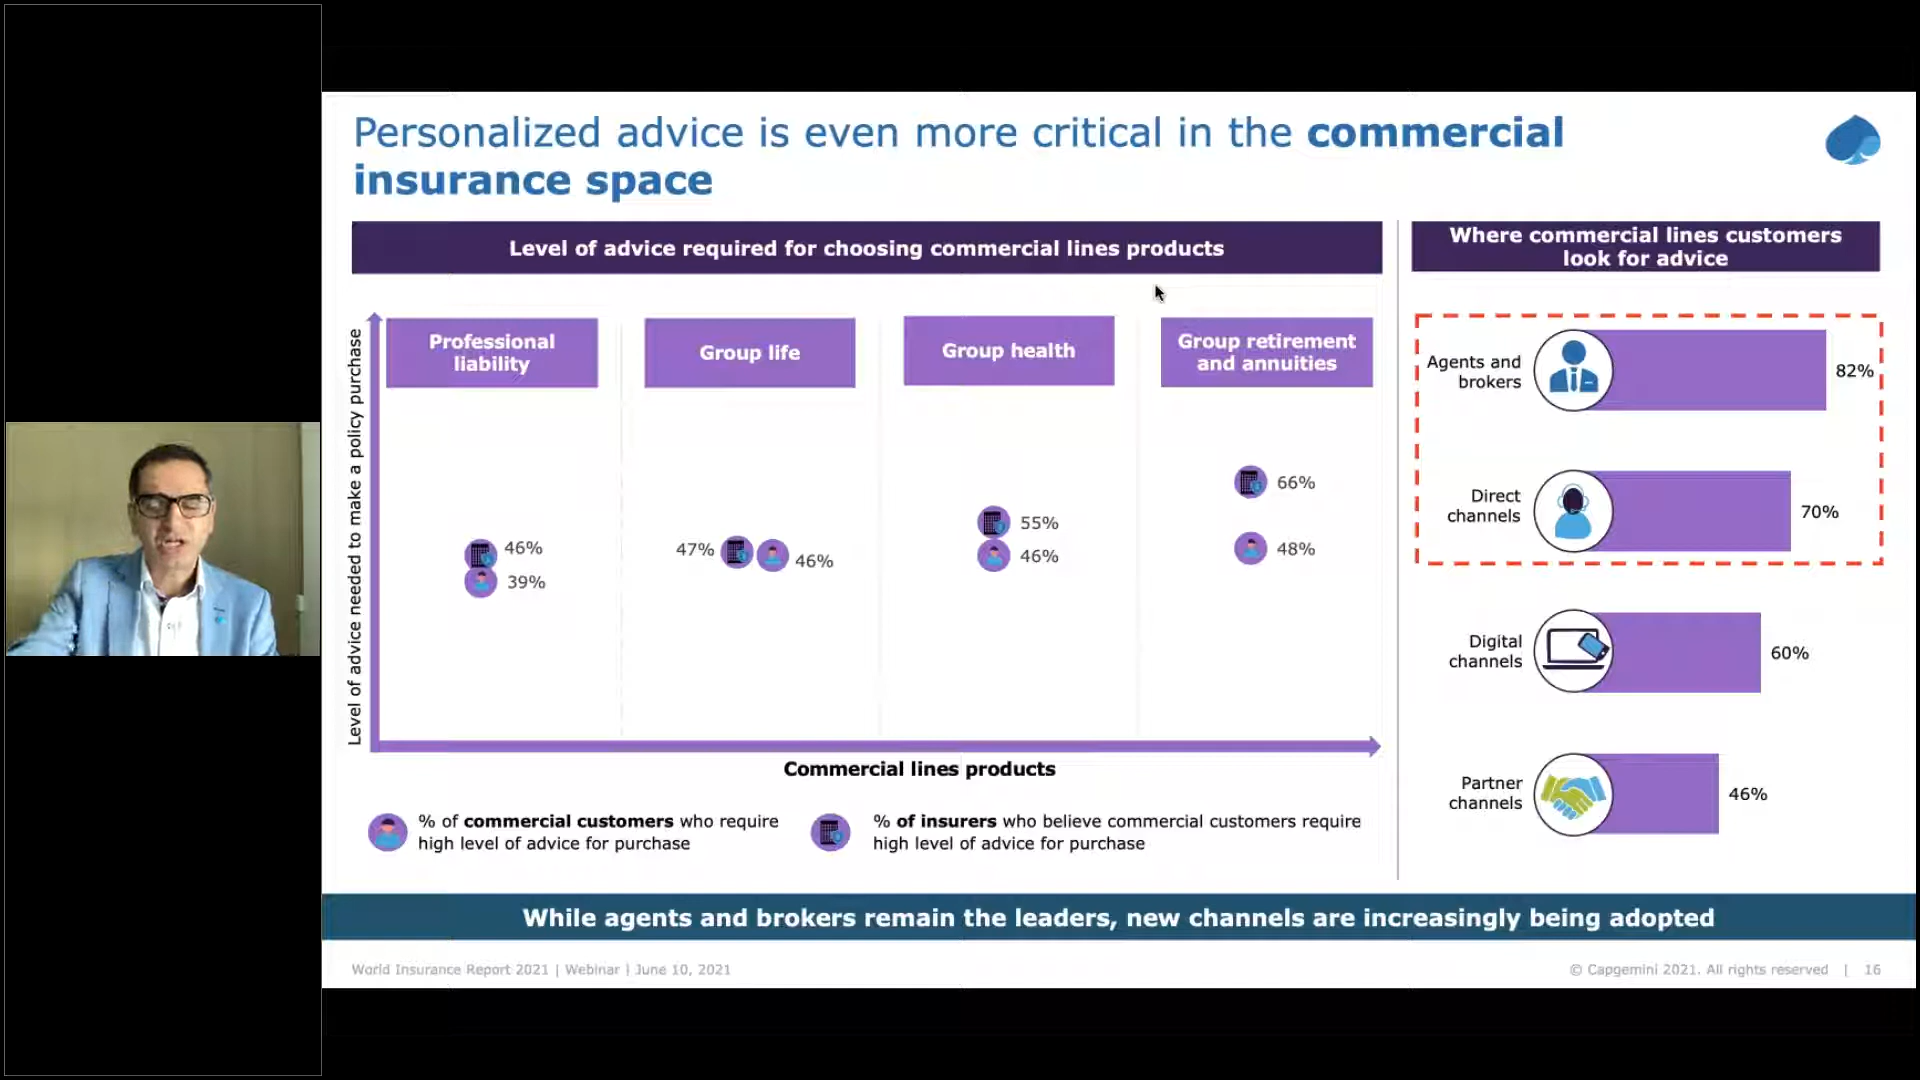 Personalized advice is even more critical in the commercial
insurance space
Level of advice required for choosing commercial lines products
Level of advice needed to make a policy purchase
Professional
liability
46%
39%
Group life
47%
46%
Group health
55%
46%
Group retirement
and annuities
66%
48%
Commercial lines products
% of commercial customers who require
high level of advice for purchase
% of insurers who believe commercial customers require
high level of advice for purchase
Where commercial lines customers
look for advice
Agents and
brokers
82%
Direct
channels
70%
Digital
channels
60%
Partner
channels
46%
While agents and brokers remain the leaders, new channels are increasingly being adopted
World Insurance Report 2021 | Webinar | June 10, 2021
© Capgemini 2021. All rights reserved | 16